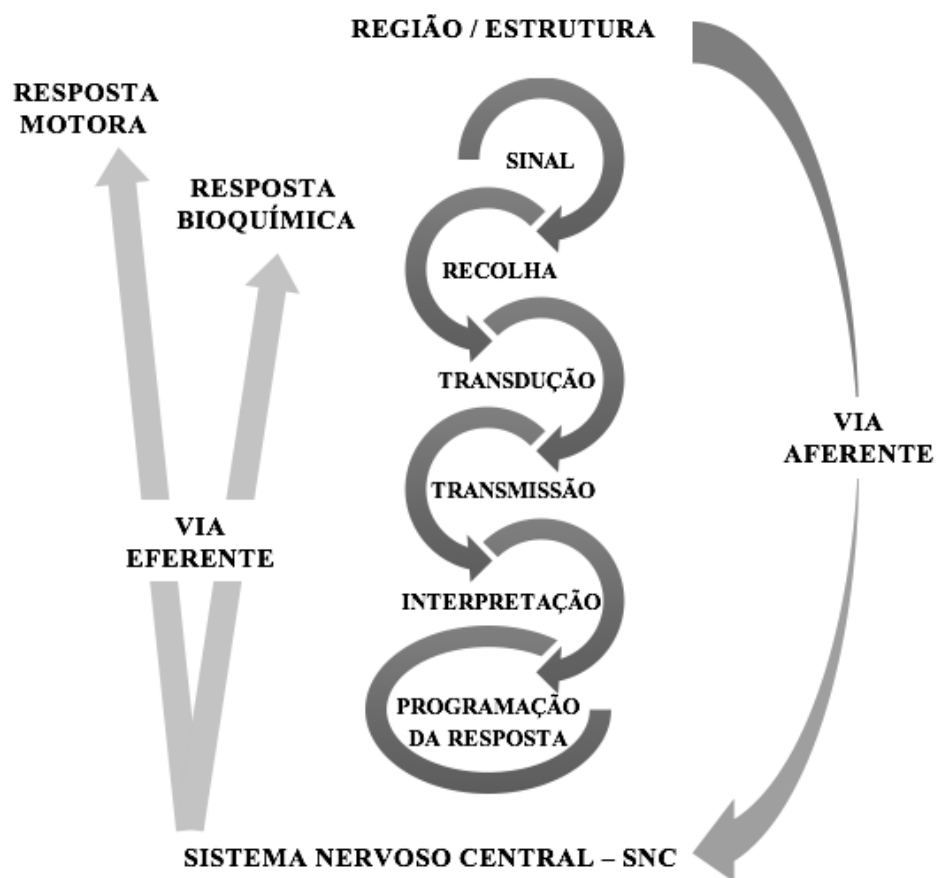 REGIÃO / ESTRUTURA
RESPOSTA
MOTORA
RESPOSTA
BIOQUÍMICA
SINAL
RECOLHA
TRANSDUÇÃO
TRANSMISSÃO
INTERPRETAÇÃO
PROGRAMAÇÃO
DA RESPOSTA
VIA
AFERENTE
VIA
EFERENTE
SISTEMA NERVOSO CENTRAL – SNC